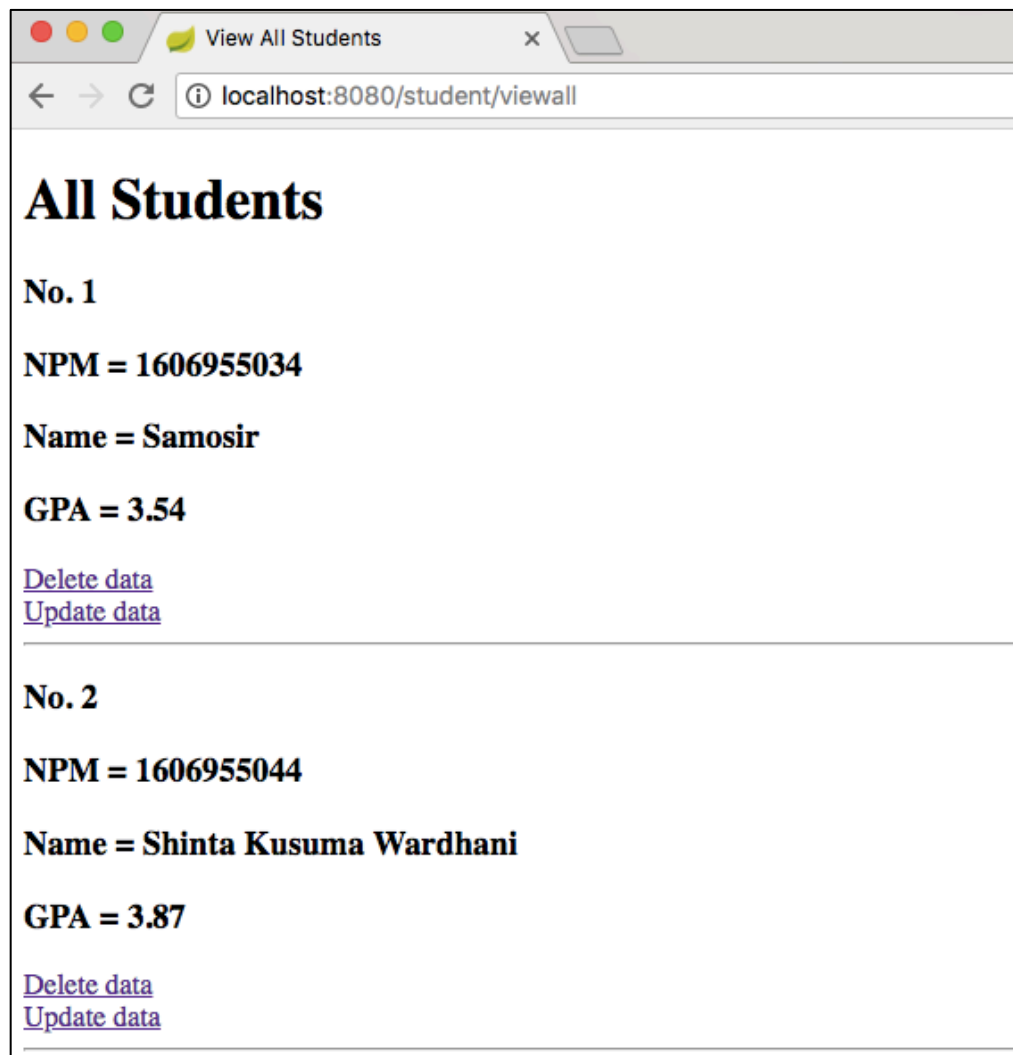 View All Students
localhost:8080/student/viewall
All Students
No. 1
NPM = 1606955034
Name = Samosir
GPA = 3.54
Delete data
Update data
No. 2
NPM = 1606955044
Name = Shinta Kusuma Wardhani
GPA = 3.87
Delete data
Update data